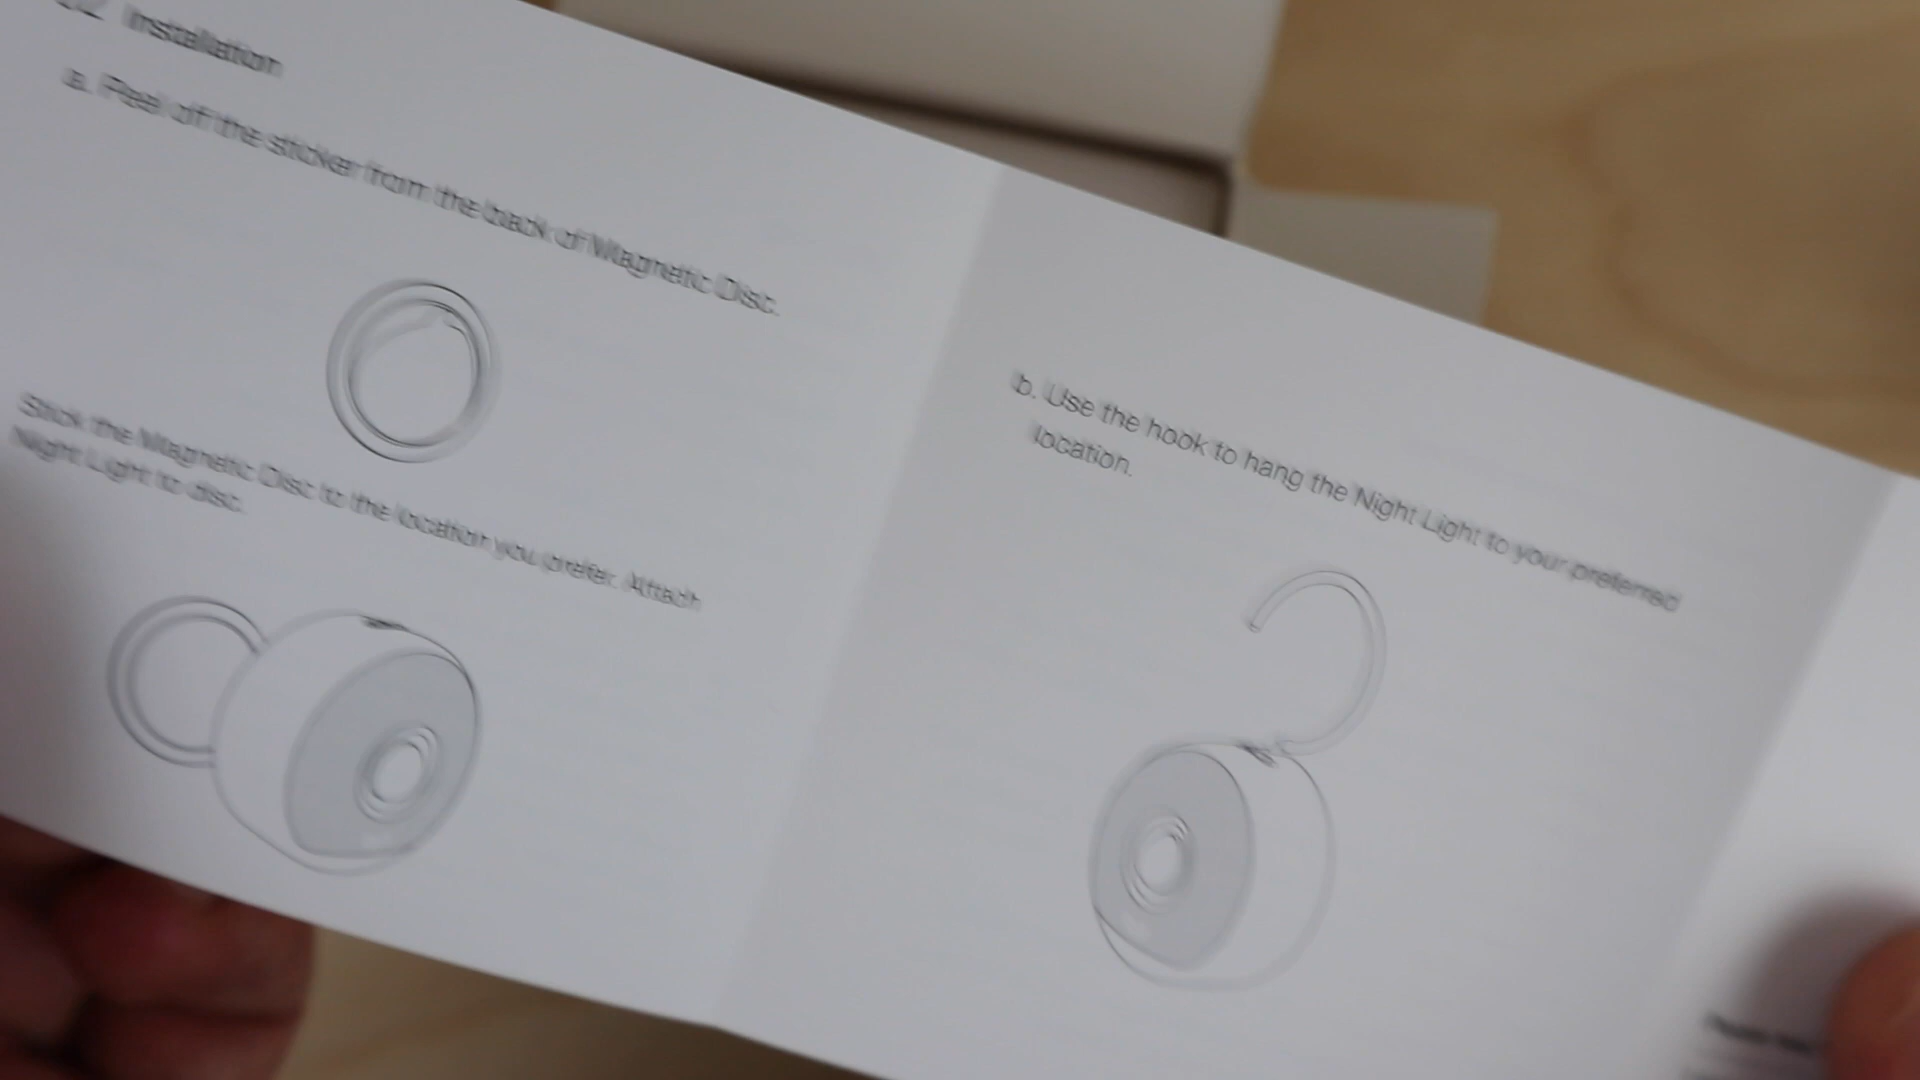 Installation
a. Peel off the sticker from the back of Magnetic Disc.
Stick the Magnetic Disc to the location you prefer. Attach
Night Light to disc.
b. Use the hook to hang the Night Light to your preferred
location.